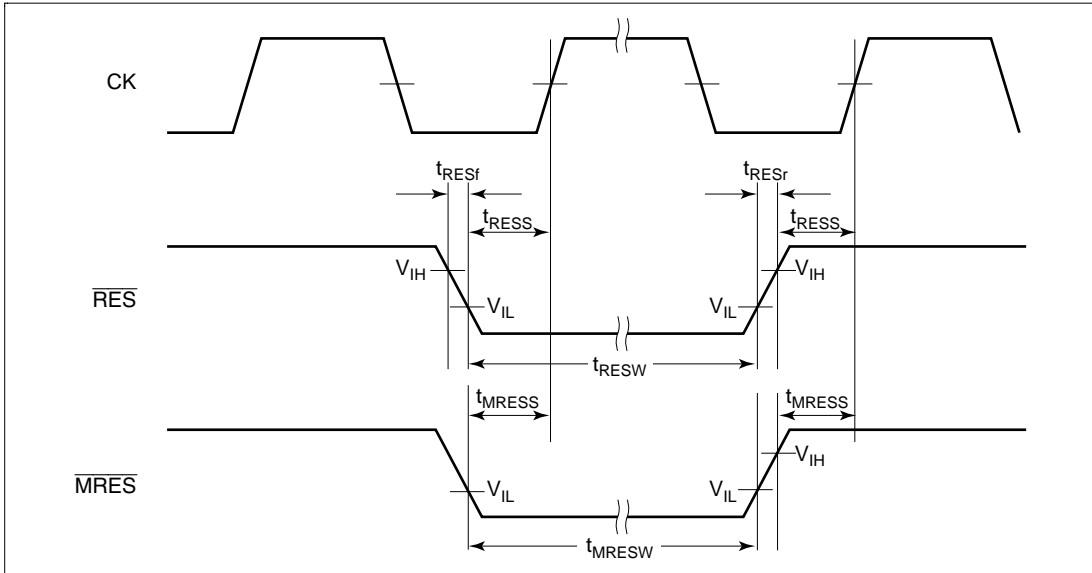 CK
tRESf
tRESr
tRESS
tRESS
VIH
VIH
RES
VIL
VIL
tRESW
tMRESS
tMRESS
VIH
MRES
VIL
VIL
tMRESW